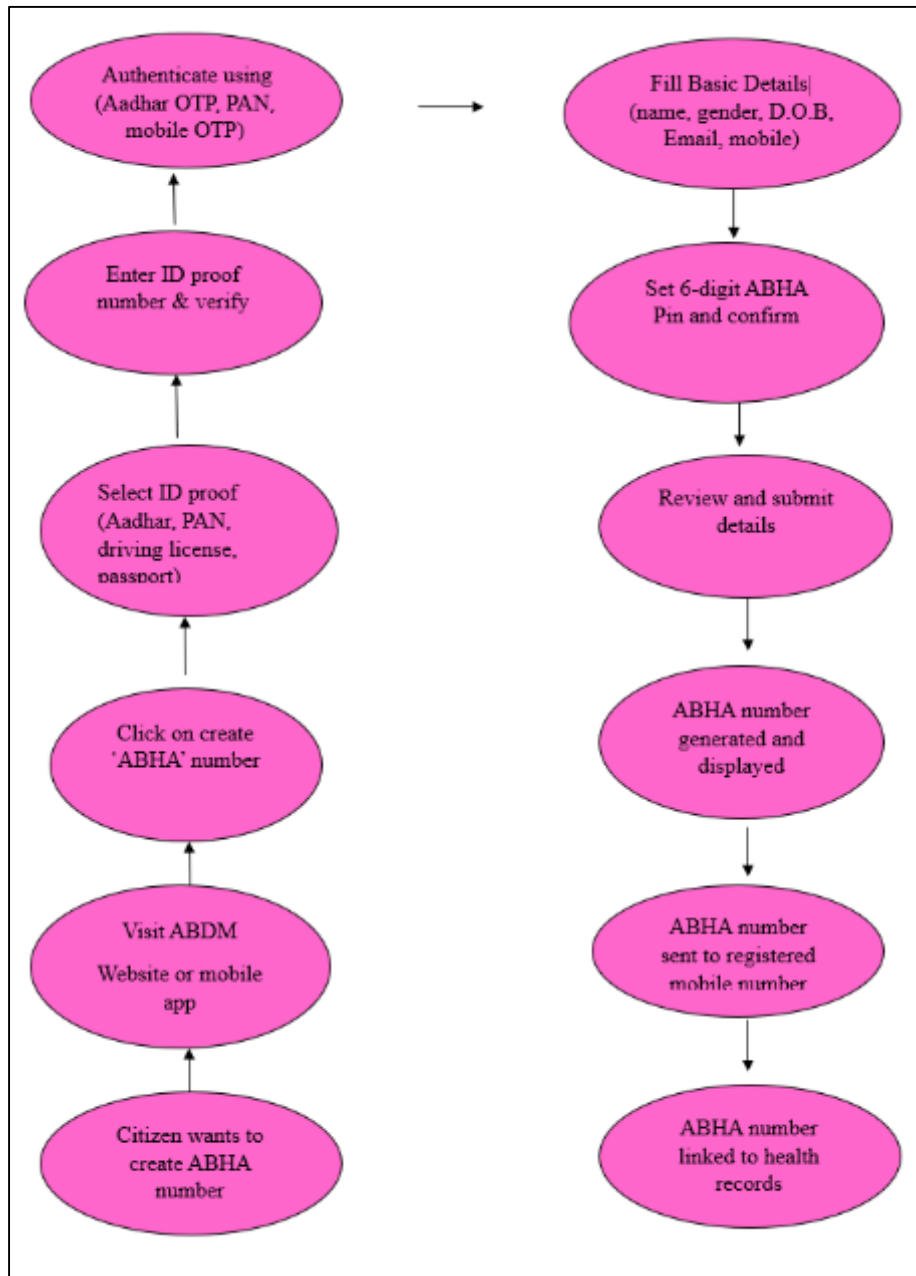 Authenticate using
(Aadhar OTP, PAN,
mobile OTP)
Fill Basic Details|
(name, gender, D.O.B,
Email, mobile)
Enter ID proof
number & verify
Set 6-digit ABHA
Pin and confirm
Select ID proof
(Aadhar, PAN,
driving license,
passport)
Review and submit
details
Click on create
‘ABHA’ number
ABHA number
generated and
displayed
Visit ABDM
Website or mobile
app
ABHA number
sent to registered
mobile number
Citizen wants to
create ABHA
number
ABHA number
linked to health
records